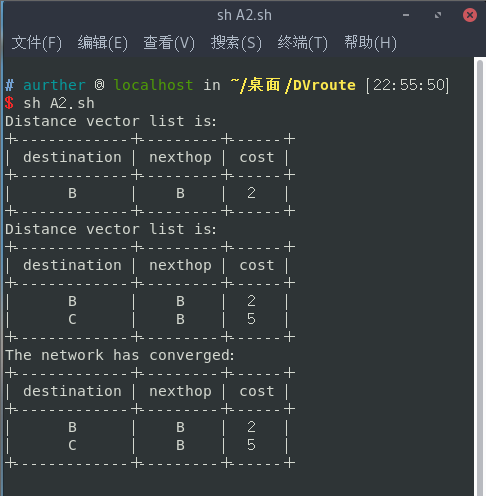 sh A2.sh
文件(F) 编辑(E) 查看(V) 搜索(S) 终端(T) 帮助(H)
# aurther @ localhost in ~/桌面/DVroute [22:55:50]
$ sh A2.sh
Distance vector list is:
+-------------+----------+------+
| destination | nexthop | cost |
+-------------+----------+------+
| B | B | 2 |
+-------------+----------+------+
Distance vector list is:
+-------------+----------+------+
| destination | nexthop | cost |
+-------------+----------+------+
| B | B | 2 |
| C | B | 5 |
+-------------+----------+------+
The network has converged:
+-------------+----------+------+
| destination | nexthop | cost |
+-------------+----------+------+
| B | B | 2 |
| C | B | 5 |
+-------------+----------+------+